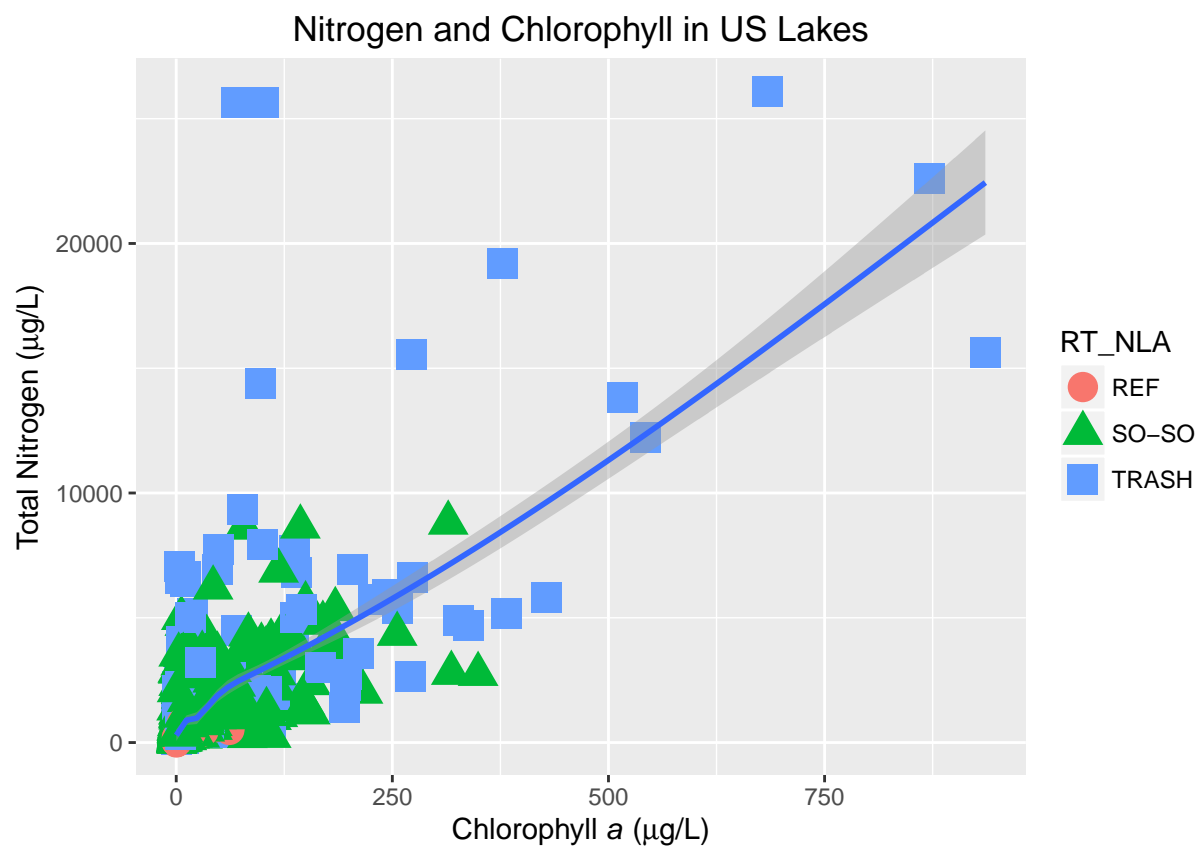 Nitrogen and Chlorophyll in US Lakes
Total Nitrogen (μg/L)
20000
10000
0
0 250 500 750
Chlorophyll a (μg/L)
RT_NLA
REF
SO−SO
TRASH